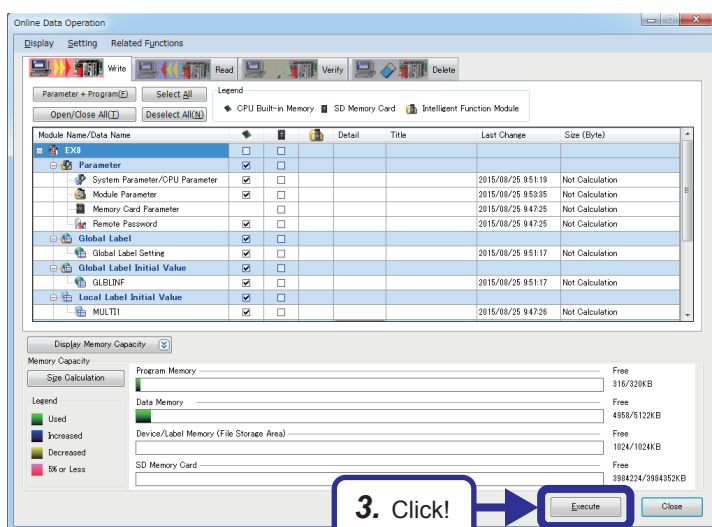 Online Data Operation
Display Setting Related Functions
Write Read Verify Delete
Parameter + Program(F) Select All Legend
CPU Built-in Memory SD Memory Card Intelligent Function Module
Open/Close All(T) Deselect All(N)
Module Name/Data Name Detail Title Last Change Size (Byte)
EX8
Parameter
System Parameter/CPU Parameter 2015/08/25 9:51:19 Not Calculation
Module Parameter 2015/08/25 9:53:35 Not Calculation
Memory Card Parameter 2015/08/25 9:47:25 Not Calculation
Remote Password 2015/08/25 9:47:25 Not Calculation
Global Label
Global Label Setting 2015/08/25 9:51:17 Not Calculation
Global Label Initial Value
GLBLINF 2015/08/25 9:51:17 Not Calculation
Local Label Initial Value
MULTI1 2015/08/25 9:47:26 Not Calculation
Display Memory Capacity
Memory Capacity
Size Calculation Program Memory Free
316/320KB
Legend Data Memory Free
Used 4958/5122KB
Increased Device/Label Memory (File Storage Area) Free
Decreased 1024/1024KB
5% or Less SD Memory Card Free
3984224/3984352KB
3. Click! Execute Close